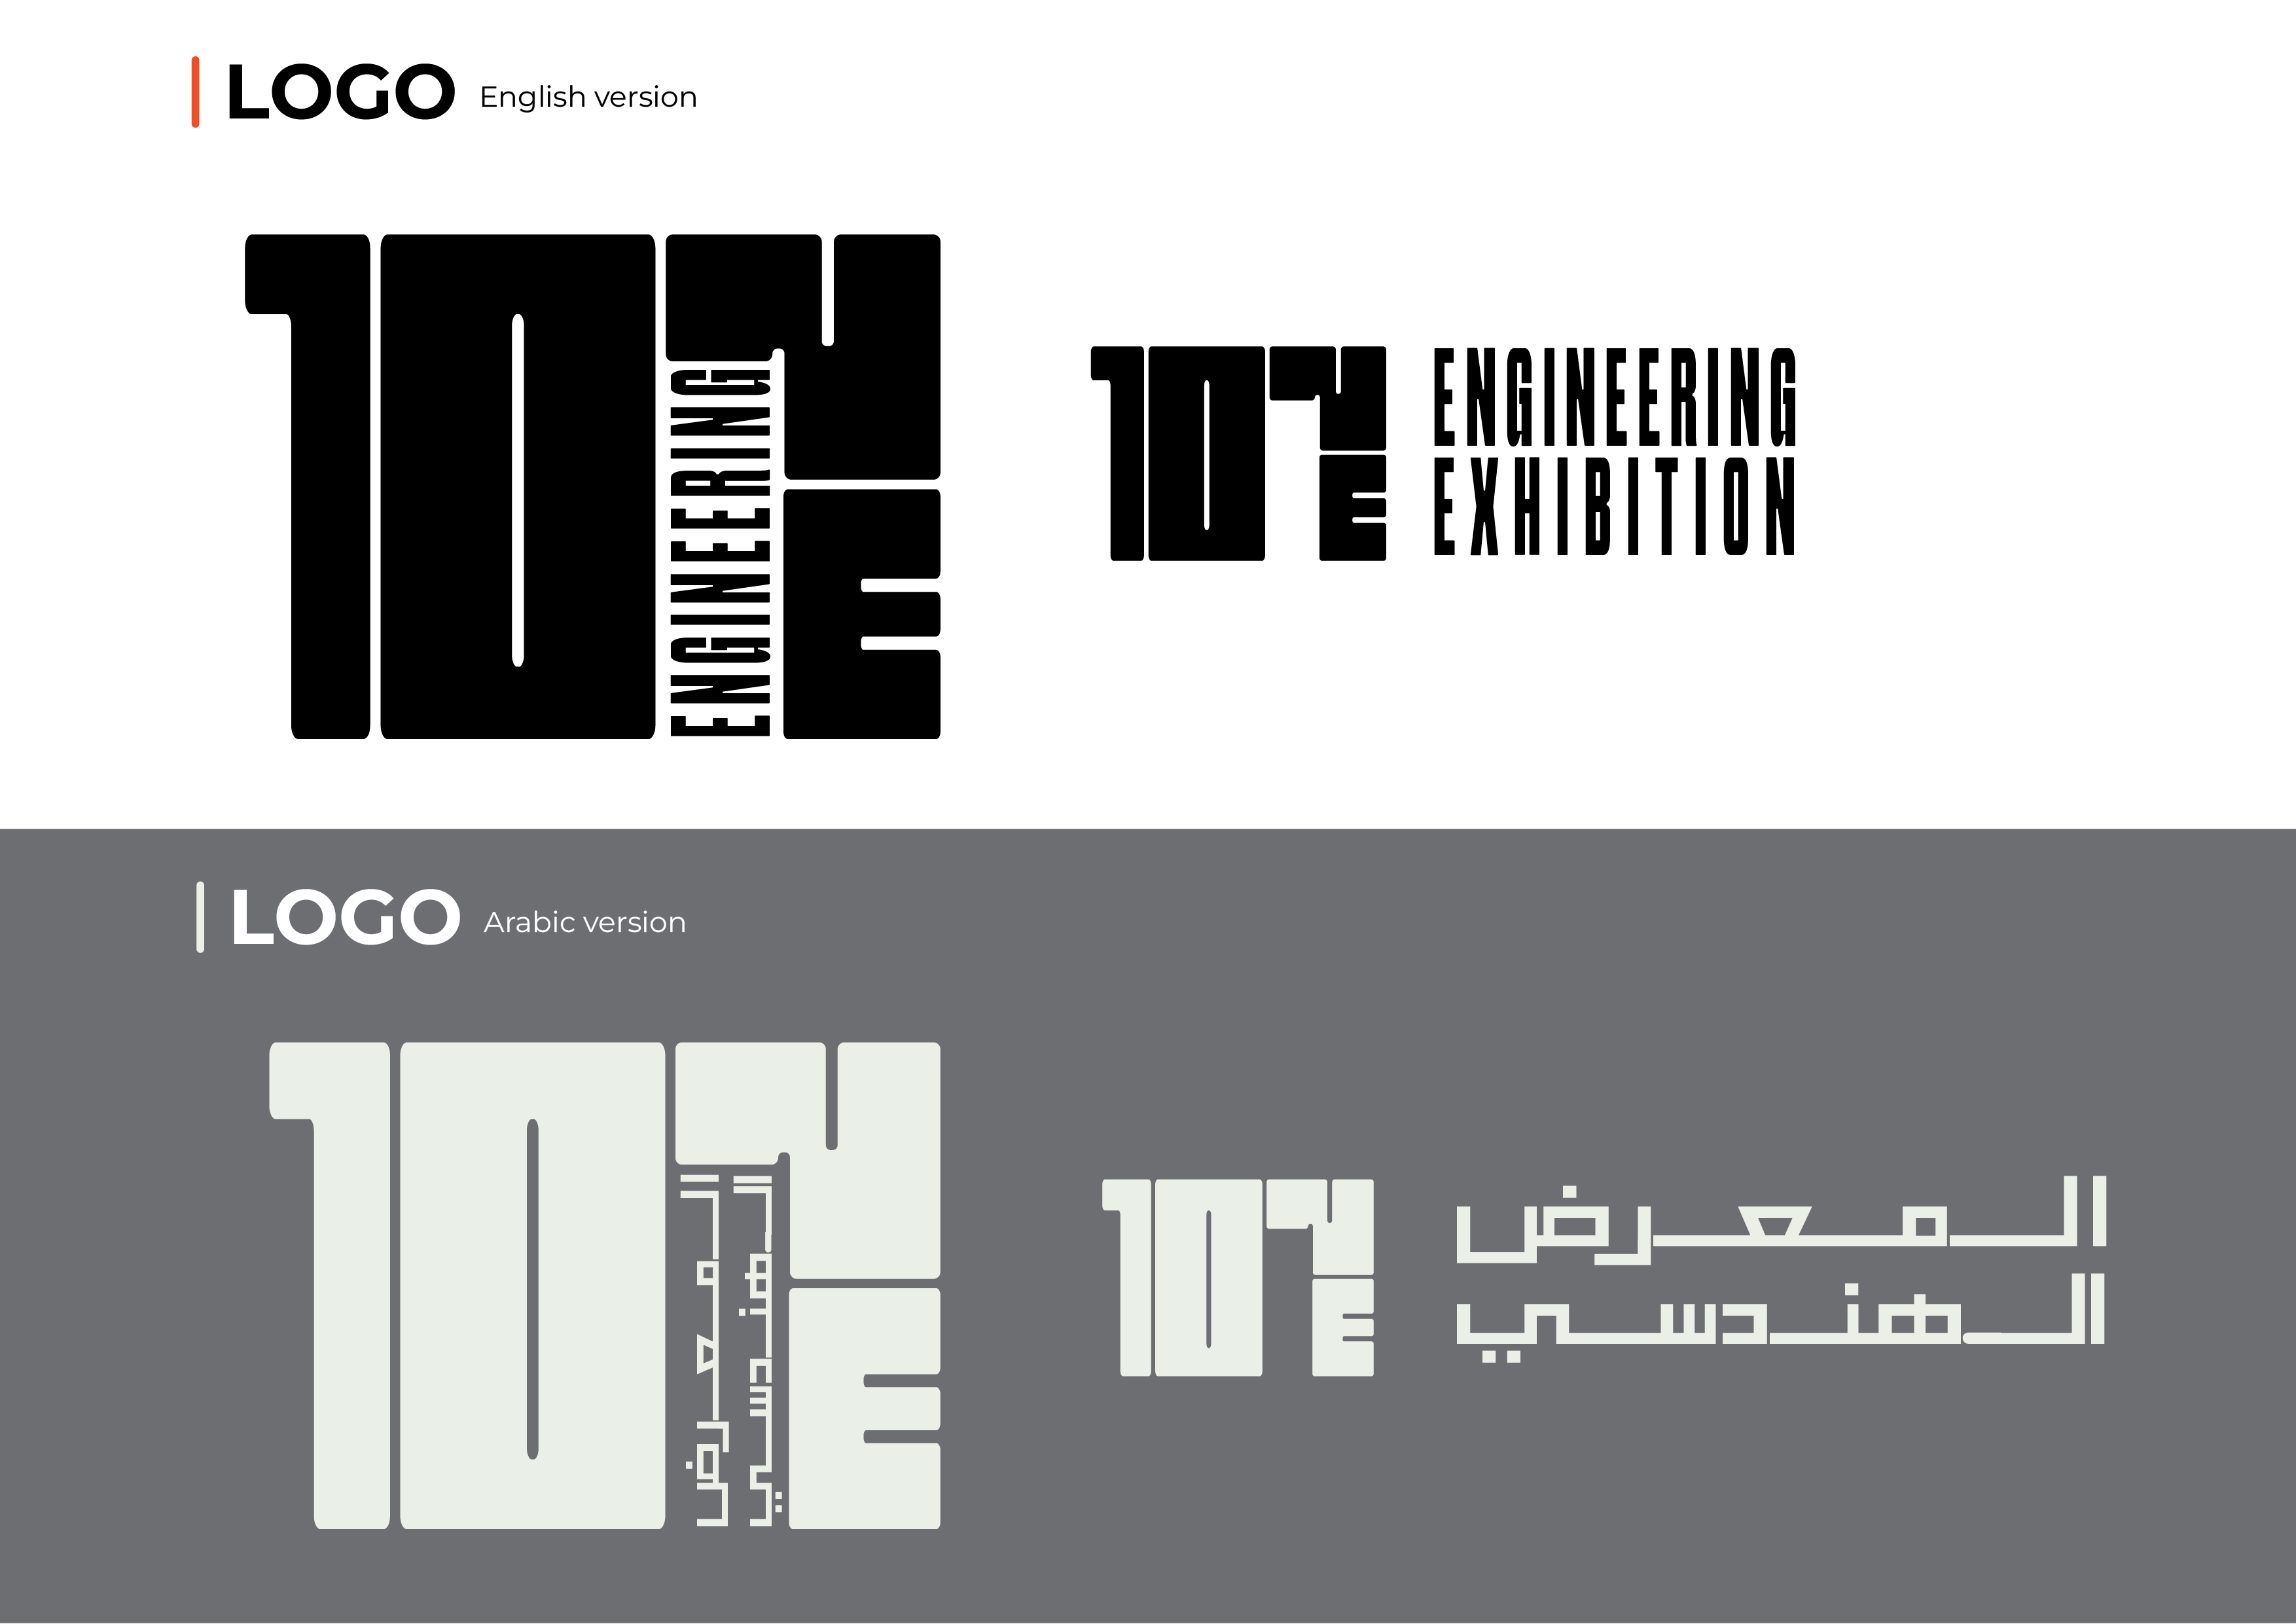 LOGO English version
10 Y E
ENGINEERING
10 Y E
ENGINEERING
EXHIBITION
LOGO Arabic version
10 Y E
المعرض
الهندسي
10 Y E
المعرض
الهندسي